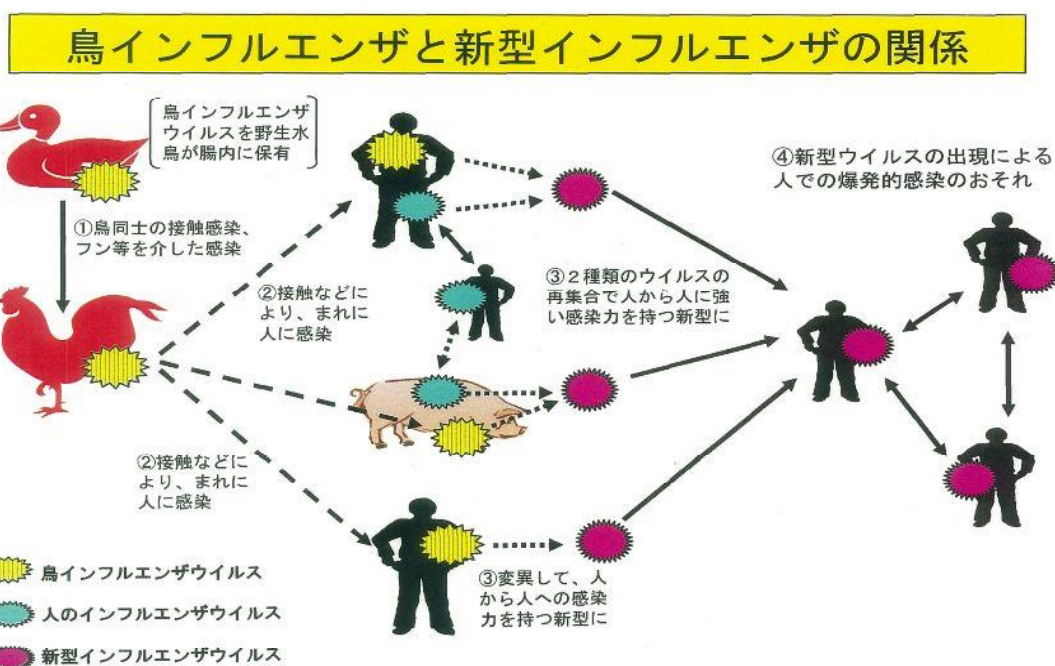 鳥インフルエンザと新型インフルエンザの関係
鳥インフルエンザ
ウイルスを野生水
鳥が腸内に保有
①鳥同士の接触感染、
フン等を介した感染
②接触などに
より、まれに
人に感染
②接触などに
より、まれに
人に感染
③２種類のウイルスの
再集合で人から人に強
い感染力を持つ新型に
③変異して、人
から人への感染
力を持つ新型に
④新型ウイルスの出現による
人での爆発的感染のおそれ
鳥インフルエンザウイルス
人のインフルエンザウイルス
新型インフルエンザウイルス